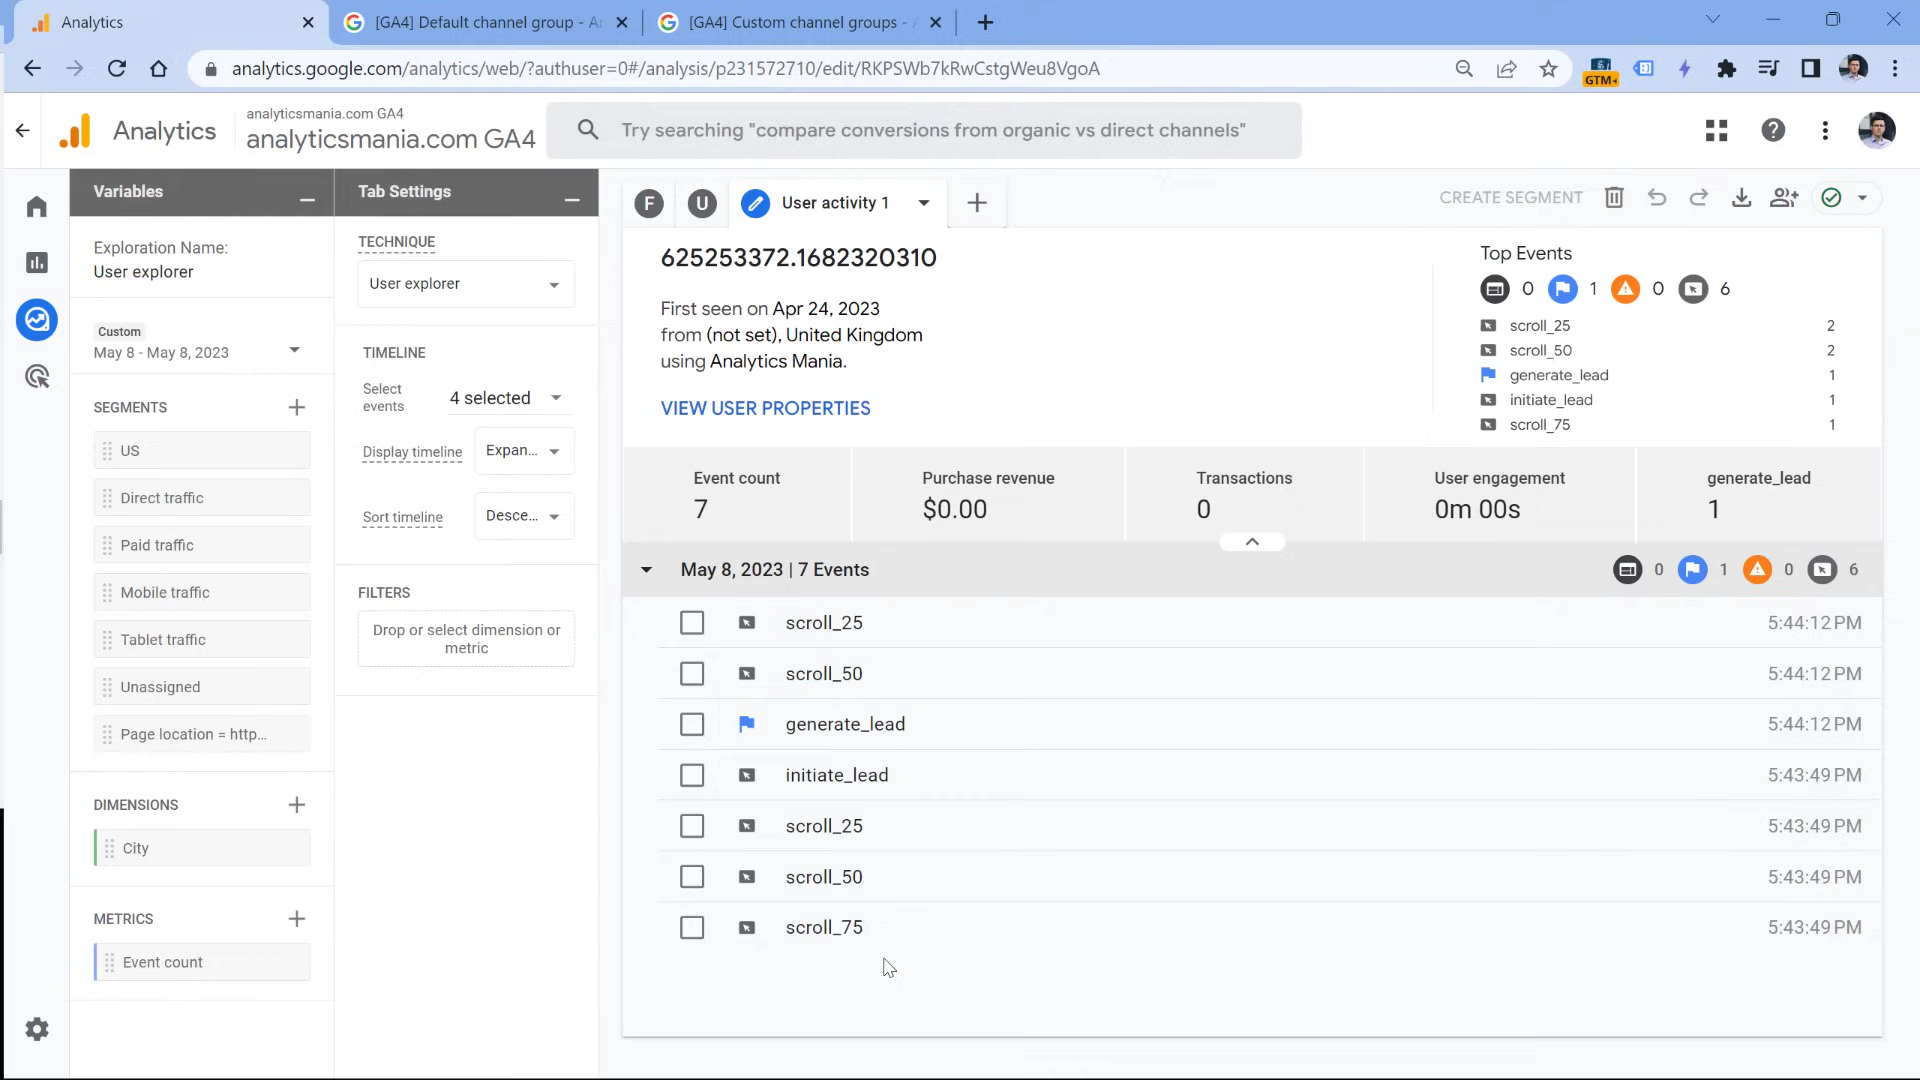 Analytics
[GA4] Default channel group - A
[GA4] Custom channel groups -
analytics.google.com/analytics/web/?authuser=0#/analysis/p231572710/edit/RKPSWb7kRwCstgWeu8VgoA
GTM
Analytics
analyticsmania.com GA4
analyticsmania.com GA4
Try searching "compare conversions from organic vs direct channels"
Variables
Exploration Name:
User explorer
Custom
May 8 - May 8, 2023
SEGMENTS
US
Direct traffic
Paid traffic
Mobile traffic
Tablet traffic
Unassigned
Page location = http...
DIMENSIONS
City
METRICS
Event count
Tab Settings
TECHNIQUE
User explorer
TIMELINE
Select events
4 selected
Display timeline
Expan...
Sort timeline
Desce...
FILTERS
Drop or select dimension or
metric
F
U
User activity 1
CREATE SEGMENT
625253372.1682320310
First seen on Apr 24, 2023
from (not set), United Kingdom
using Analytics Mania.
VIEW USER PROPERTIES
Top Events
0 1 0 6
scroll_25 2
scroll_50 2
generate_lead 1
initiate_lead 1
scroll_75 1
Event count
7
Purchase revenue
$0.00
Transactions
0
User engagement
0m 00s
generate_lead
1
May 8, 2023 | 7 Events 0 1 0 6
scroll_25 5:44:12 PM
scroll_50 5:44:12 PM
generate_lead 5:44:12 PM
initiate_lead 5:43:49 PM
scroll_25 5:43:49 PM
scroll_50 5:43:49 PM
scroll_75 5:43:49 PM